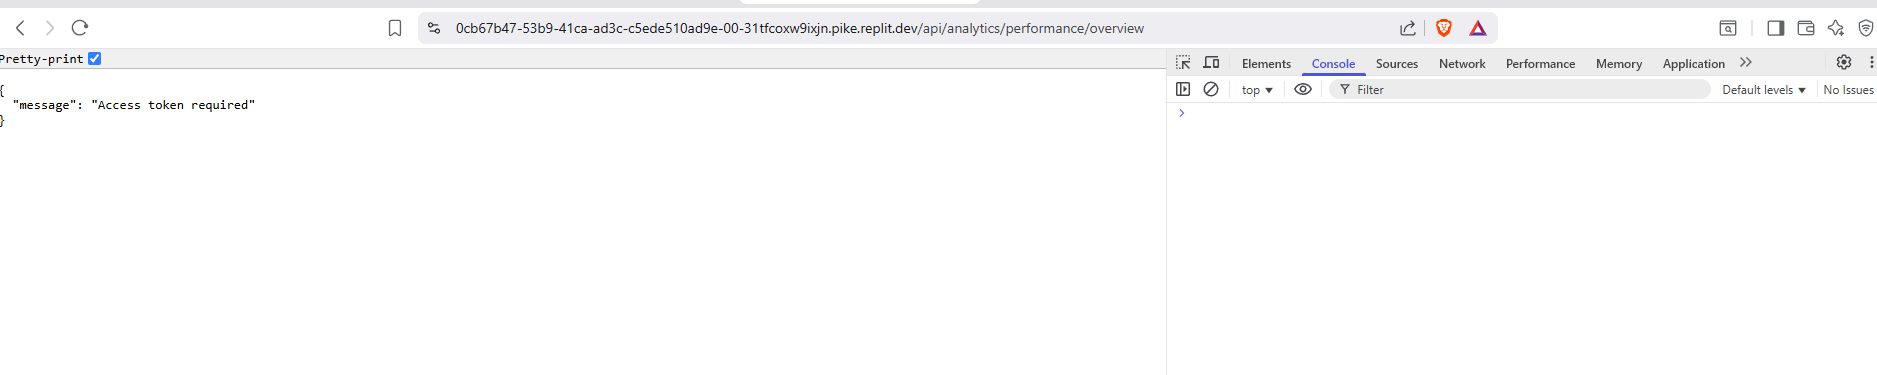 0cb67b47-53b9-41ca-ad3c-c5ede510ad9e-00-31tfcoxw9ixjn.pike.replit.dev/api/analytics/performance/overview
Pretty-print
{
  "message": "Access token required"
}
Elements Console Sources Network Performance Memory Application
top Filter Default levels No Issues